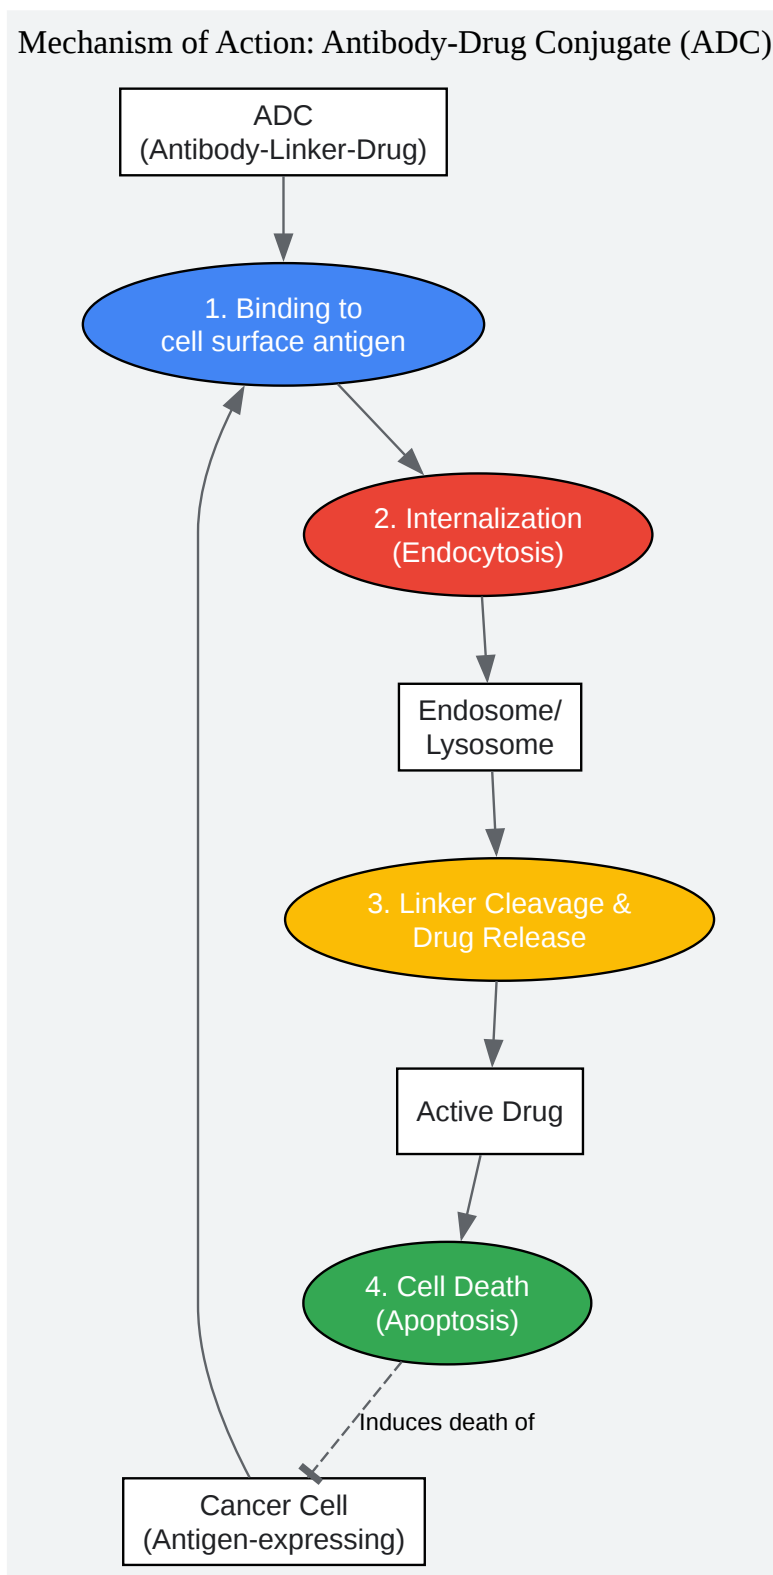 Mechanism of Action: Antibody-Drug Conjugate (ADC)
ADC
(Antibody-Linker-Drug)
1. Binding to
cell surface antigen
2. Internalization
(Endocytosis)
Endosome/
Lysosome
3. Linker Cleavage &
Drug Release
Active Drug
4. Cell Death
(Apoptosis)
Induces death of
Cancer Cell
(Antigen-expressing)